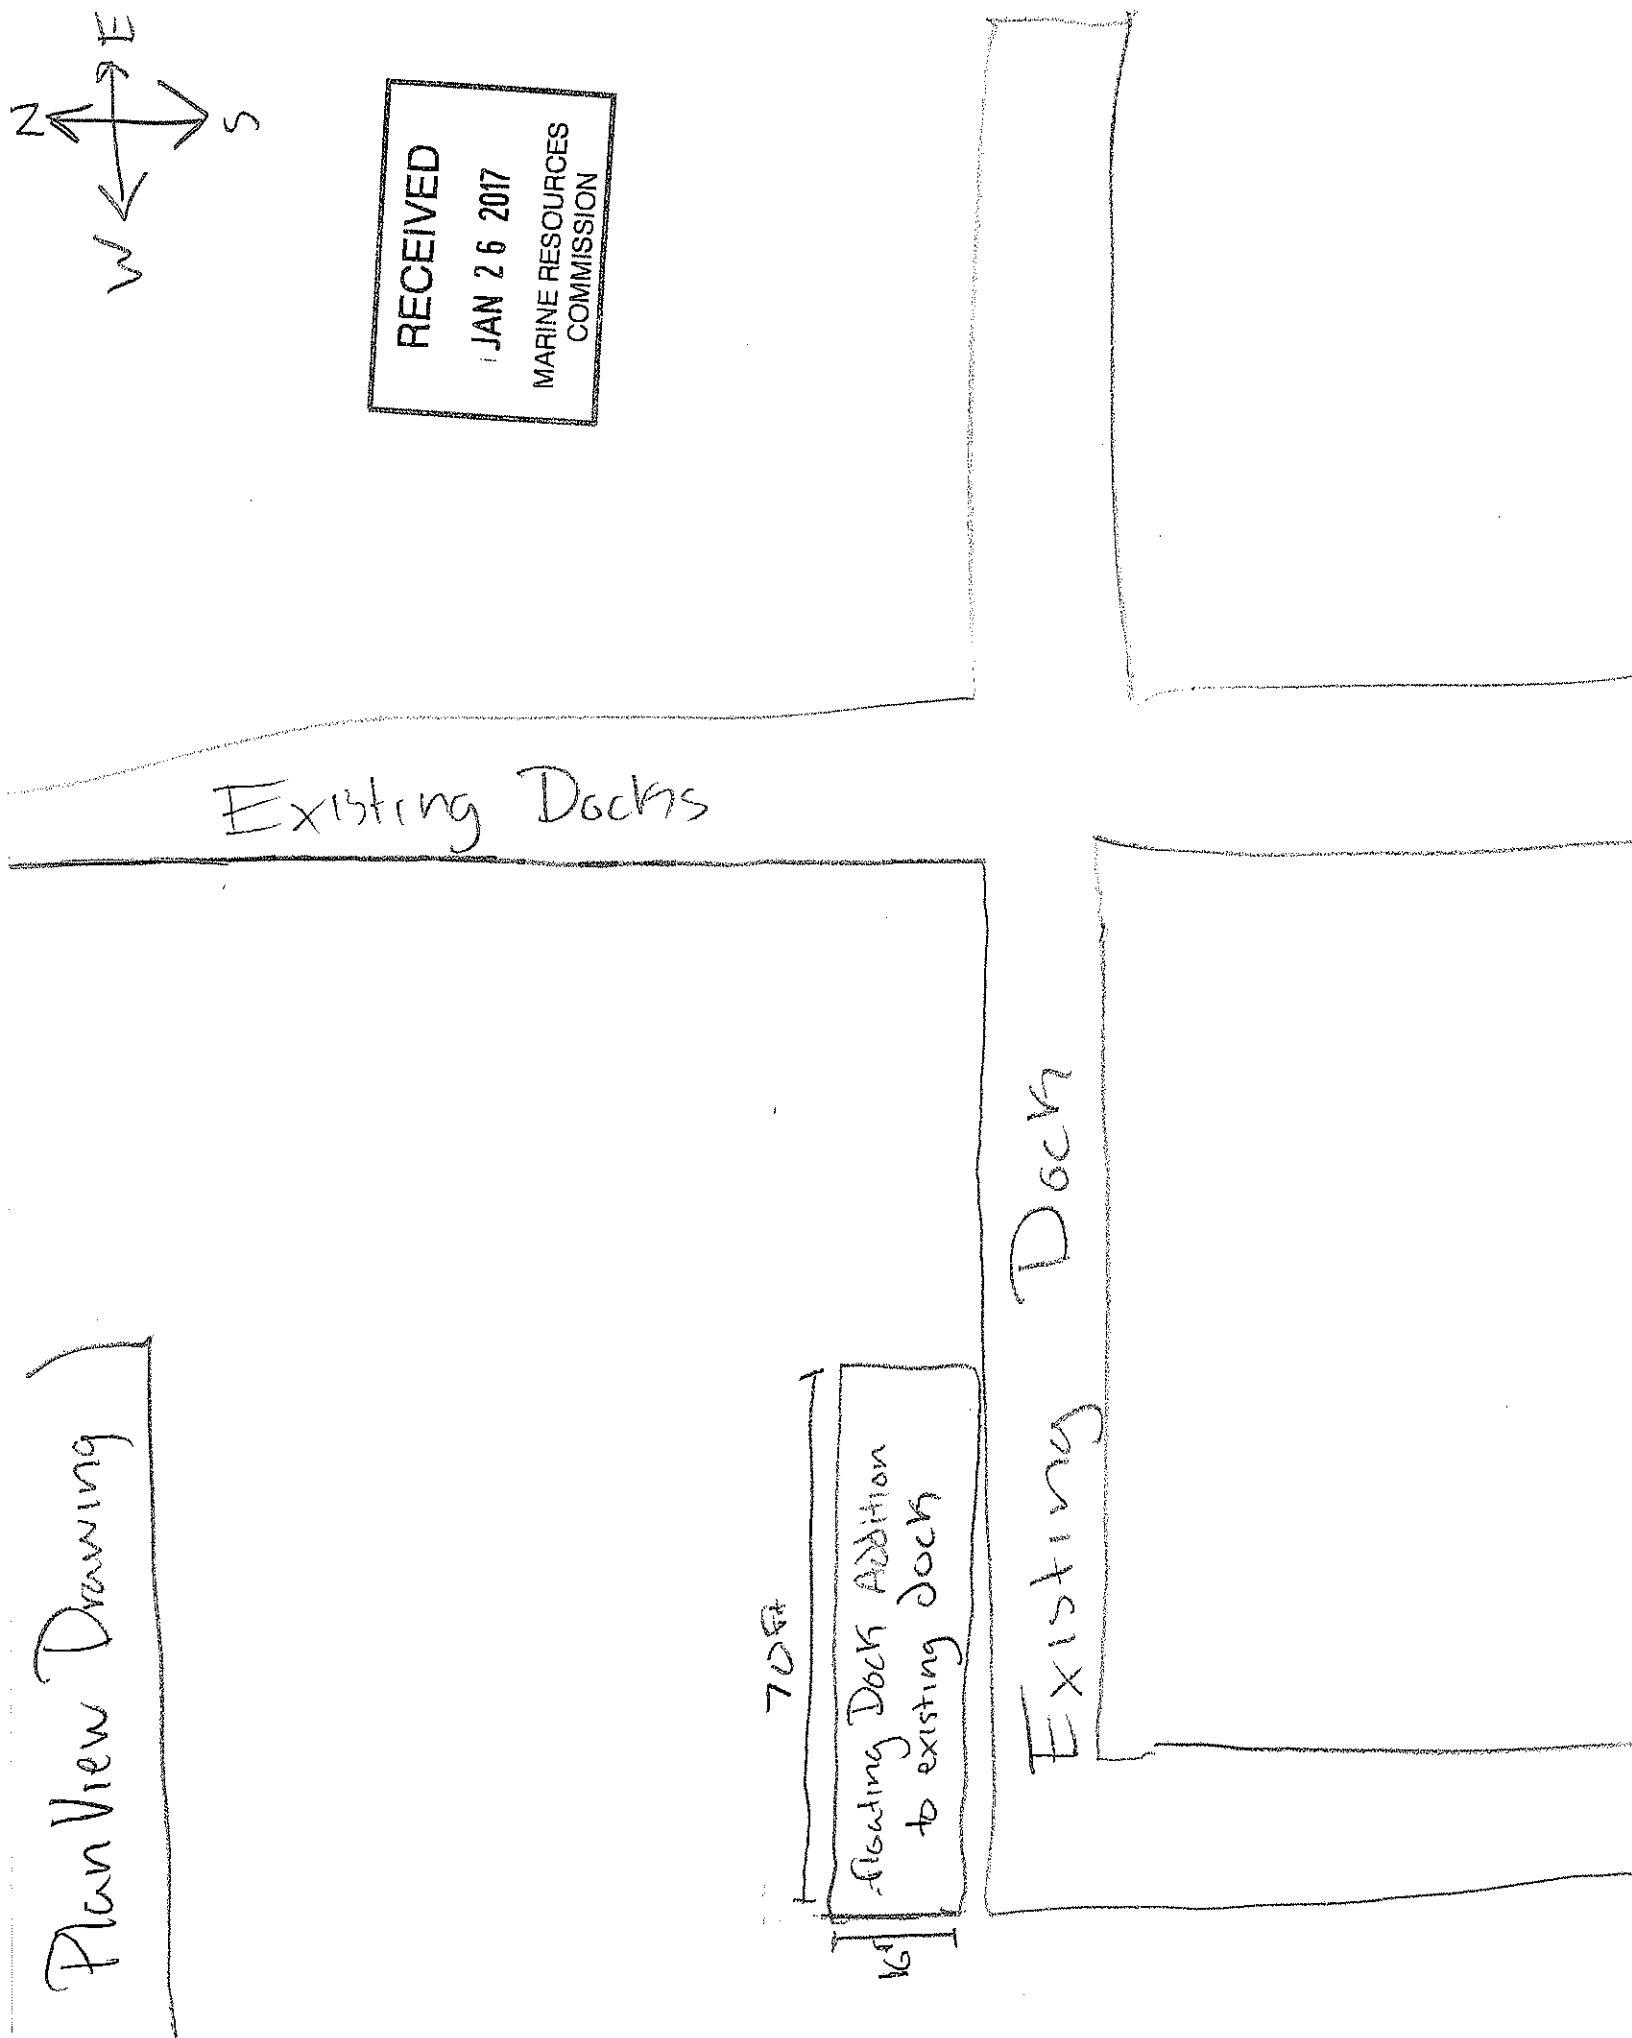 Plan View Drawing
N
W
E
S
RECEIVED
JAN 26 2017
MARINE RESOURCES
COMMISSION
Existing Docks
70ft
16'
floating Dock Addition
to existing dock
Existing Dock